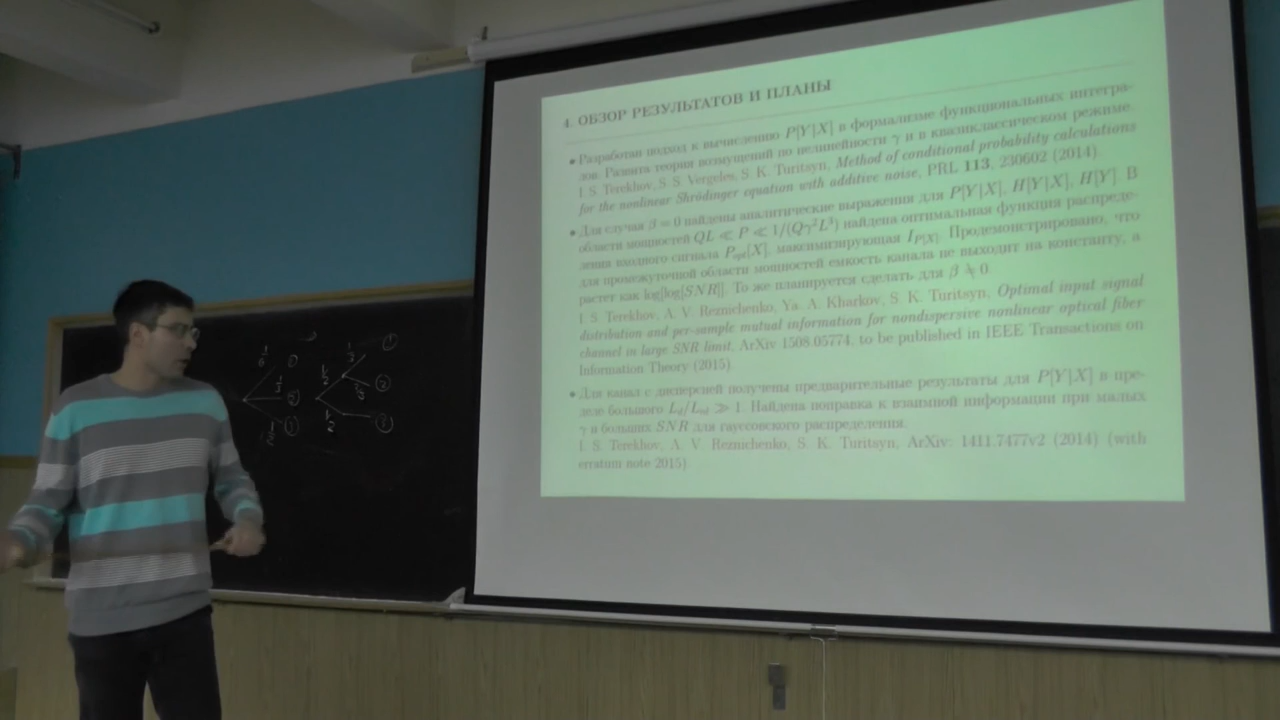 4. ОБЗОР РЕЗУЛЬТАТОВ И ПЛАНЫ
• Разработан подход к вычислению P[Y|X] в формализме функциональных интегра-
лов. Развита теория возмущений по нелинейности γ и в квазиклассическом режиме
I. S. Terekhov, S. S. Vergeles, S. K. Turitsyn, Method of conditional probability calculations
for the nonlinear Shrödinger equation with additive noise, PRL 113, 230602 (2014).
• Для случая β = 0 найдены аналитические выражения для P[Y|X], H[Y|X], H[Y]. В
области мощностей QL ≪ P ≪ 1/(Qγ²L³) найдена оптимальная функция распреде-
ления входного сигнала P_opt[X], максимизирующая I_P[X]. Продемонстрировано, что
для промежуточной области мощностей емкость канала не выходит на константу, а
растет как log[log[SNR]]. То же планируется сделать для β ≠ 0.
I. S. Terekhov, A. V. Reznichenko, Ya. A. Kharkov, S. K. Turitsyn, Optimal input signal
distribution and per-sample mutual information for nondispersive nonlinear optical fiber
channel in large SNR limit, ArXiv 1508.05774, to be published in IEEE Transactions on
Information Theory (2015)
• Для канал с дисперсией получены предварительные результаты для P[Y|X] в пре-
деле большого ≫ 1. Найдена поправка к взаимной информации при малых
γ и больших SNR для гауссовского распределения.
I. S. Terekhov, A. V. Reznichenko, S. K. Turitsyn, ArXiv: 1411.7477v2 (2014) (with
erratum note 2015)